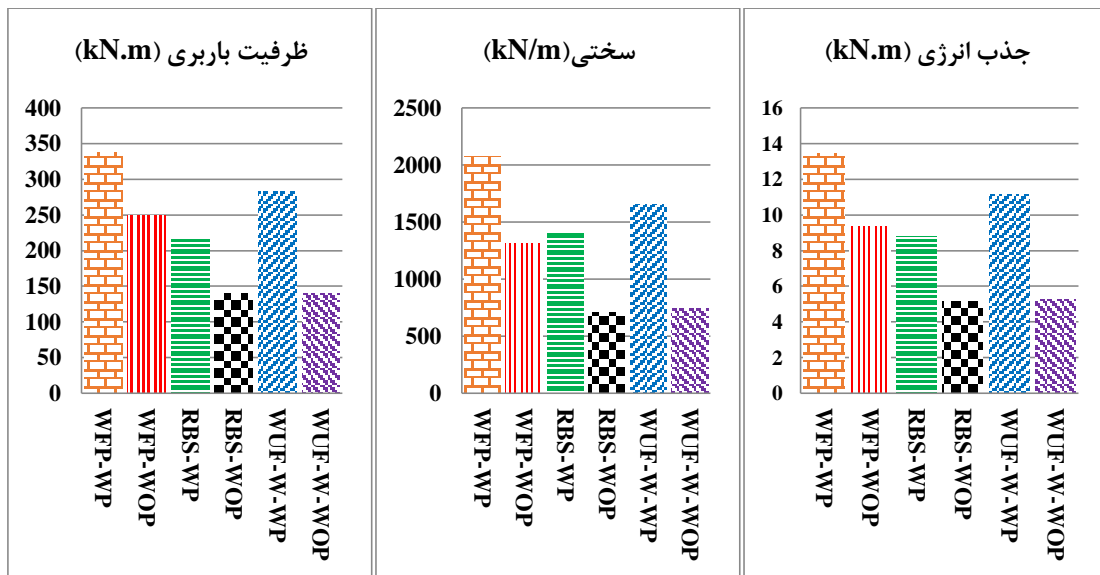 ظرفیت باربری (kN.m)
400
350
300
250
200
150
100
50
0
WFP-WP
WFP-WOP
RBS-WP
RBS-WOP
WUF-W-WP
WUF-W-WOP
سختی(kN/m)
2500
2000
1500
1000
500
0
WFP-WP
WFP-WOP
RBS-WP
RBS-WOP
WUF-W-WP
WUF-W-WOP
جذب انرژی (kN.m)
16
14
12
10
8
6
4
2
0
WFP-WP
WFP-WOP
RBS-WP
RBS-WOP
WUF-W-WP
WUF-W-WOP